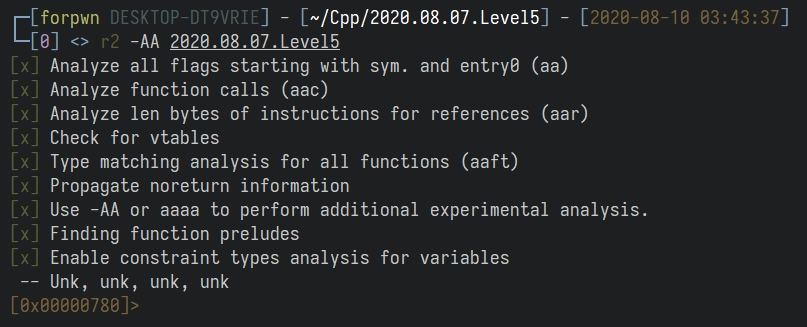 ┌─[forpwn DESKTOP-DT9VRIE] - [~/Cpp/2020.08.07.Level5] - [2020-08-10 03:43:37]
└─[0] <> r2 -AA 2020.08.07.Level5
[x] Analyze all flags starting with sym. and entry0 (aa)
[x] Analyze function calls (aac)
[x] Analyze len bytes of instructions for references (aar)
[x] Check for vtables
[x] Type matching analysis for all functions (aaft)
[x] Propagate noreturn information
[x] Use -AA or aaaa to perform additional experimental analysis.
[x] Finding function preludes
[x] Enable constraint types analysis for variables
 -- Unk, unk, unk, unk
[0x00000780]>